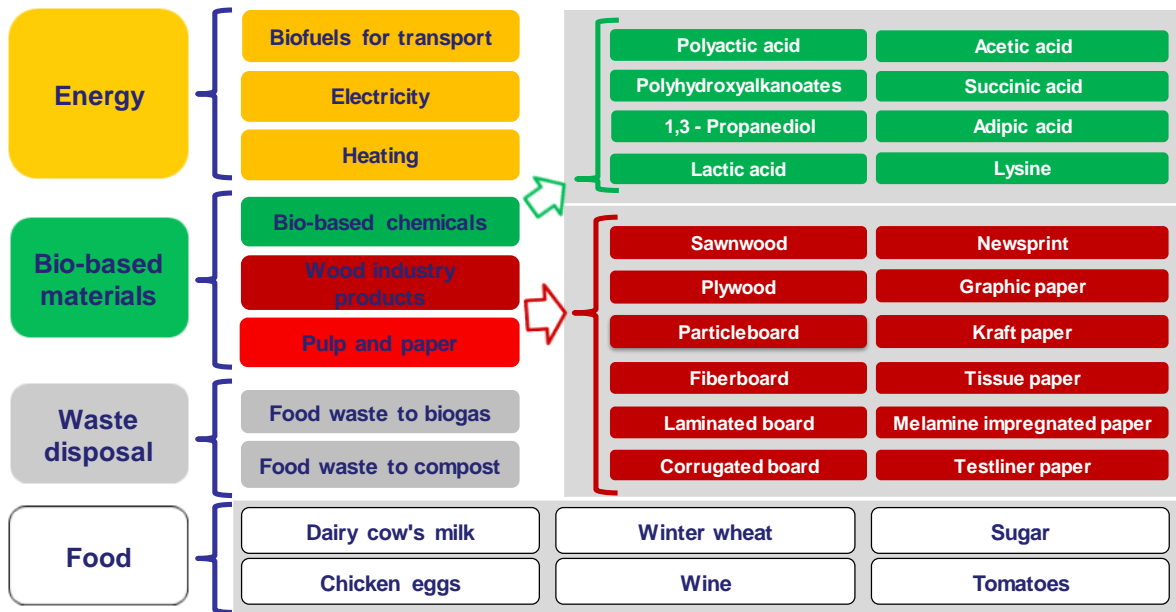 Energy
Biofuels for transport
Electricity
Heating
Polyactic acid
Acetic acid
Polyhydroxyalkanoates
Succinic acid
1,3 - Propanediol
Adipic acid
Lactic acid
Lysine
Bio-based
materials
Bio-based chemicals
Wood industry
products
Pulp and paper
Sawnwood
Newsprint
Plywood
Graphic paper
Particleboard
Kraft paper
Fiberboard
Tissue paper
Laminated board
Melamine impregnated paper
Corrugated board
Testliner paper
Waste
disposal
Food waste to biogas
Food waste to compost
Food
Dairy cow's milk
Winter wheat
Sugar
Chicken eggs
Wine
Tomatoes